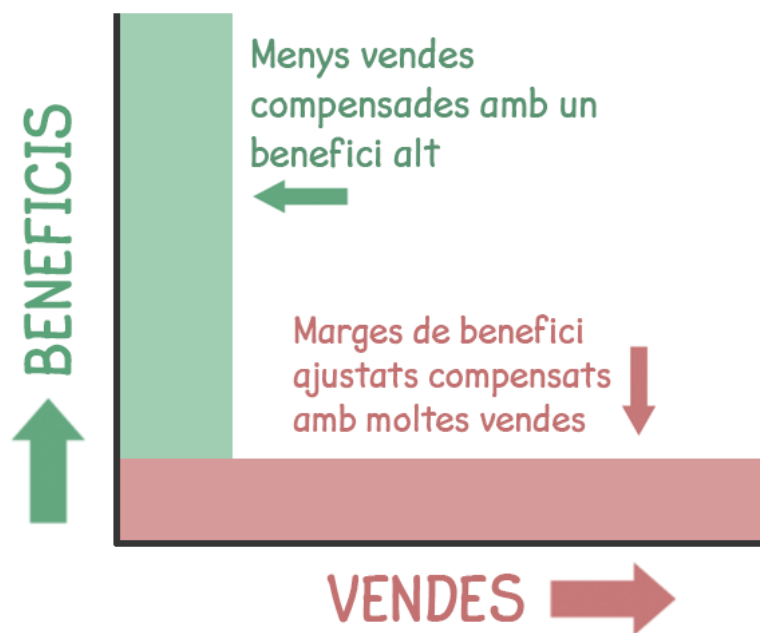 BENEFICIS
Menys vendes
compensades amb un
benefici alt
Marges de benefici
ajustats compensats
amb moltes vendes
VENDES